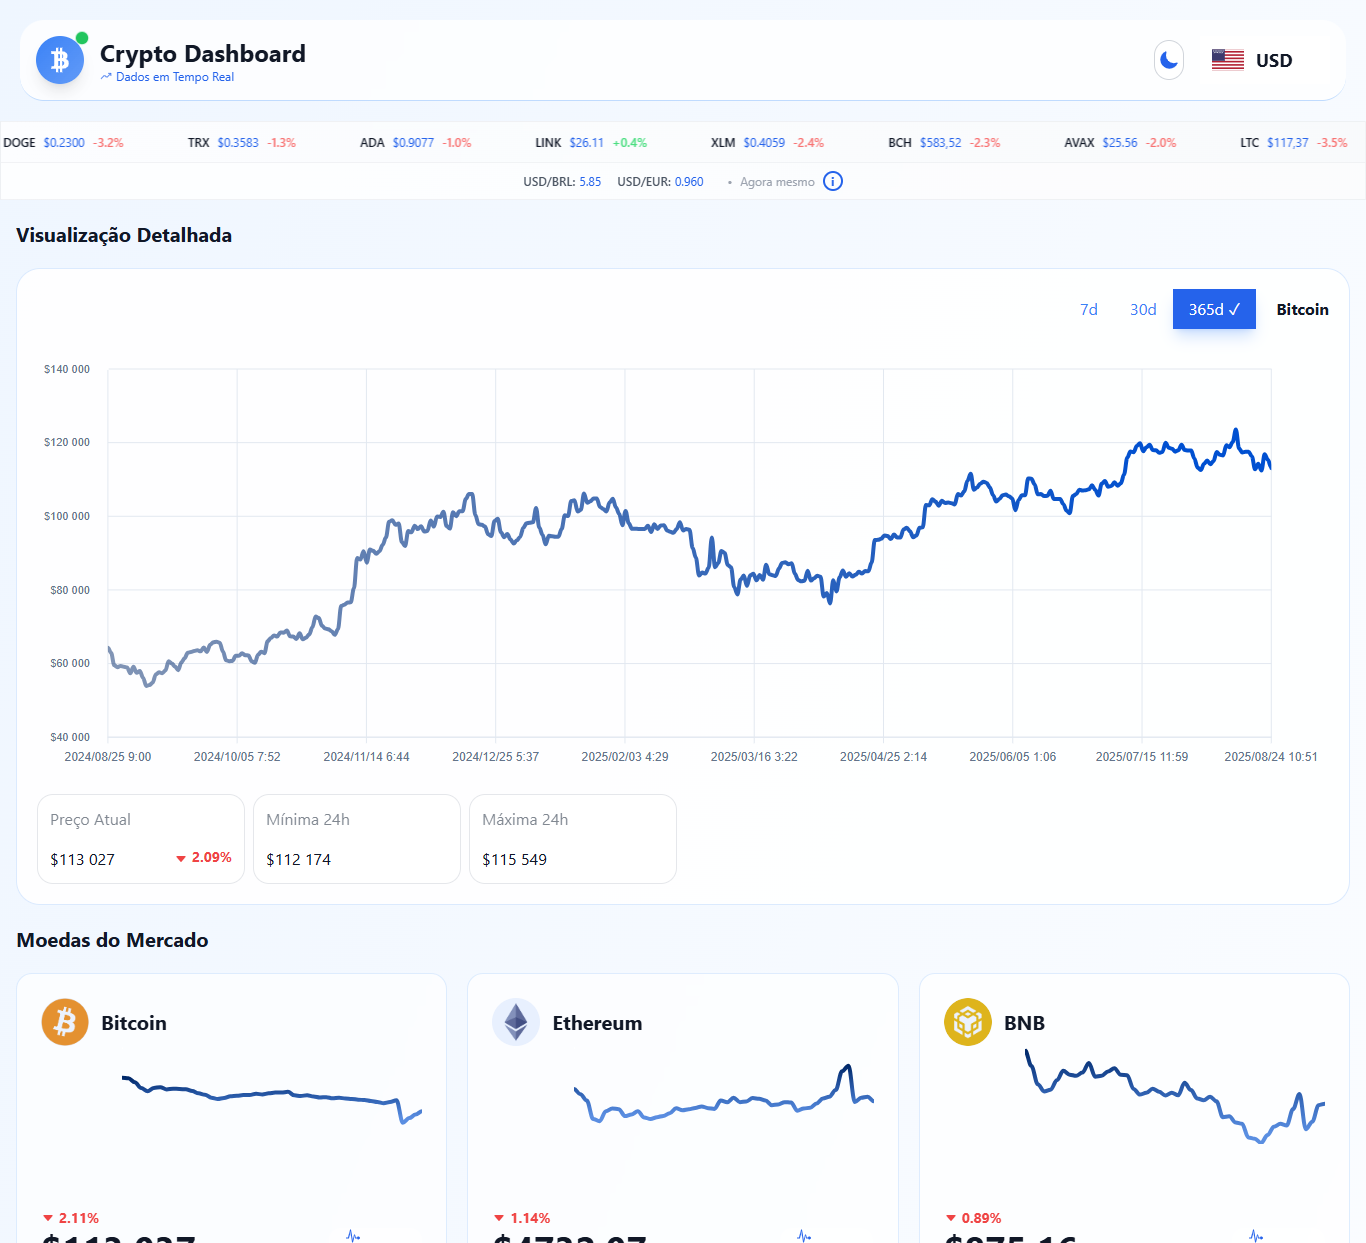 Crypto Dashboard
Dados em Tempo Real
USD
DOGE $0.2300 -3.2% TRX $0.3583 -1.3% ADA $0.9077 -1.0% LINK $26.11 +0.4% XLM $0.4059 -2.4% BCH $583,52 -2.3% AVAX $25.56 -2.0% LTC $117,37 -3.5%
USD/BRL: 5.85 USD/EUR: 0.960 • Agora mesmo
Visualização Detalhada
7d 30d 365d ✓ Bitcoin
$140 000
$120 000
$100 000
$80 000
$60 000
$40 000
2024/08/25 9:00 2024/10/05 7:52 2024/11/14 6:44 2024/12/25 5:37 2025/02/03 4:29 2025/03/16 3:22 2025/04/25 2:14 2025/06/05 1:06 2025/07/15 11:59 2025/08/24 10:51
Preço Atual Mínima 24h Máxima 24h
$113 027 2.09% $112 174 $115 549
Moedas do Mercado
Bitcoin Ethereum BNB
2.11% 1.14% 0.89%